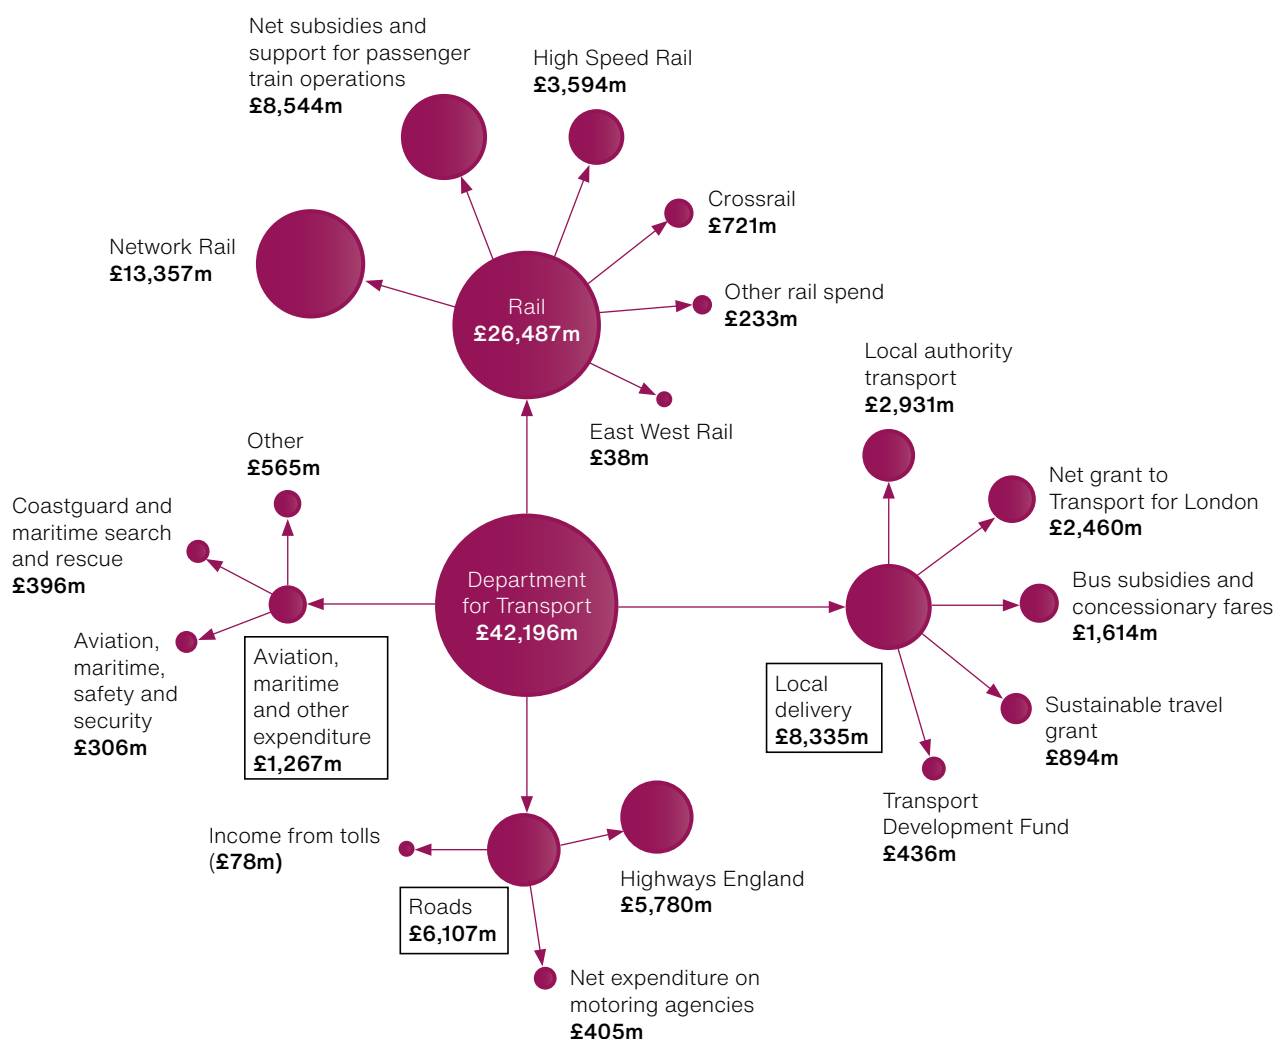 Net subsidies and
support for passenger
train operations
£8,544m
High Speed Rail
£3,594m
Crossrail
£721m
Network Rail
£13,357m
Other rail spend
£233m
Rail
£26,487m
East West Rail
£38m
Local authority
transport
£2,931m
Other
£565m
Net grant to
Transport for London
£2,460m
Coastguard and
maritime search
and rescue
£396m
Department
for Transport
£42,196m
Bus subsidies and
concessionary fares
£1,614m
Aviation,
maritime,
safety and
security
£306m
Aviation,
maritime
and other
expenditure
£1,267m
Local
delivery
£8,335m
Sustainable travel
grant
£894m
Transport
Development Fund
£436m
Income from tolls
(£78m)
Highways England
£5,780m
Roads
£6,107m
Net expenditure on
motoring agencies
£405m